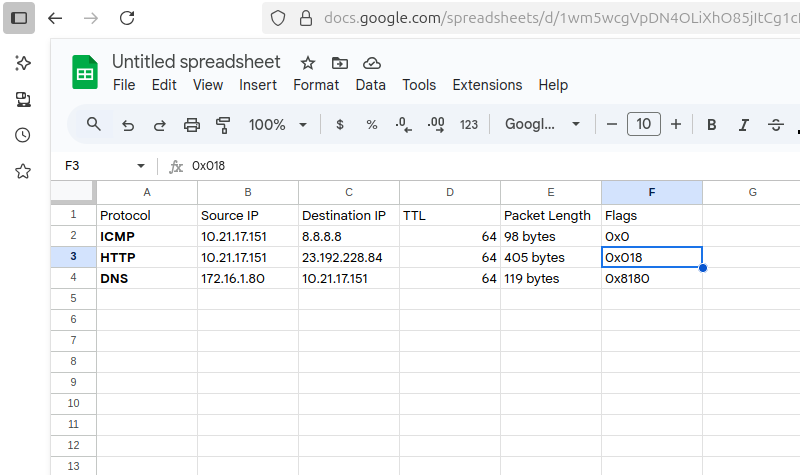 docs.google.com/spreadsheets/d/1wm5wcgVpDN4OLiXhO85jItCg1c
Untitled spreadsheet
File Edit View Insert Format Data Tools Extensions Help
100% $ % .0 .00 123 Googl... 10 B I S
F3 fx 0x018
A B C D E F G
1 Protocol Source IP Destination IP TTL Packet Length Flags
2 ICMP 10.21.17.151 8.8.8.8 64 98 bytes 0x0
3 HTTP 10.21.17.151 23.192.228.84 64 405 bytes 0x018
4 DNS 172.16.1.80 10.21.17.151 64 119 bytes 0x8180
5
6
7
8
9
10
11
12
13